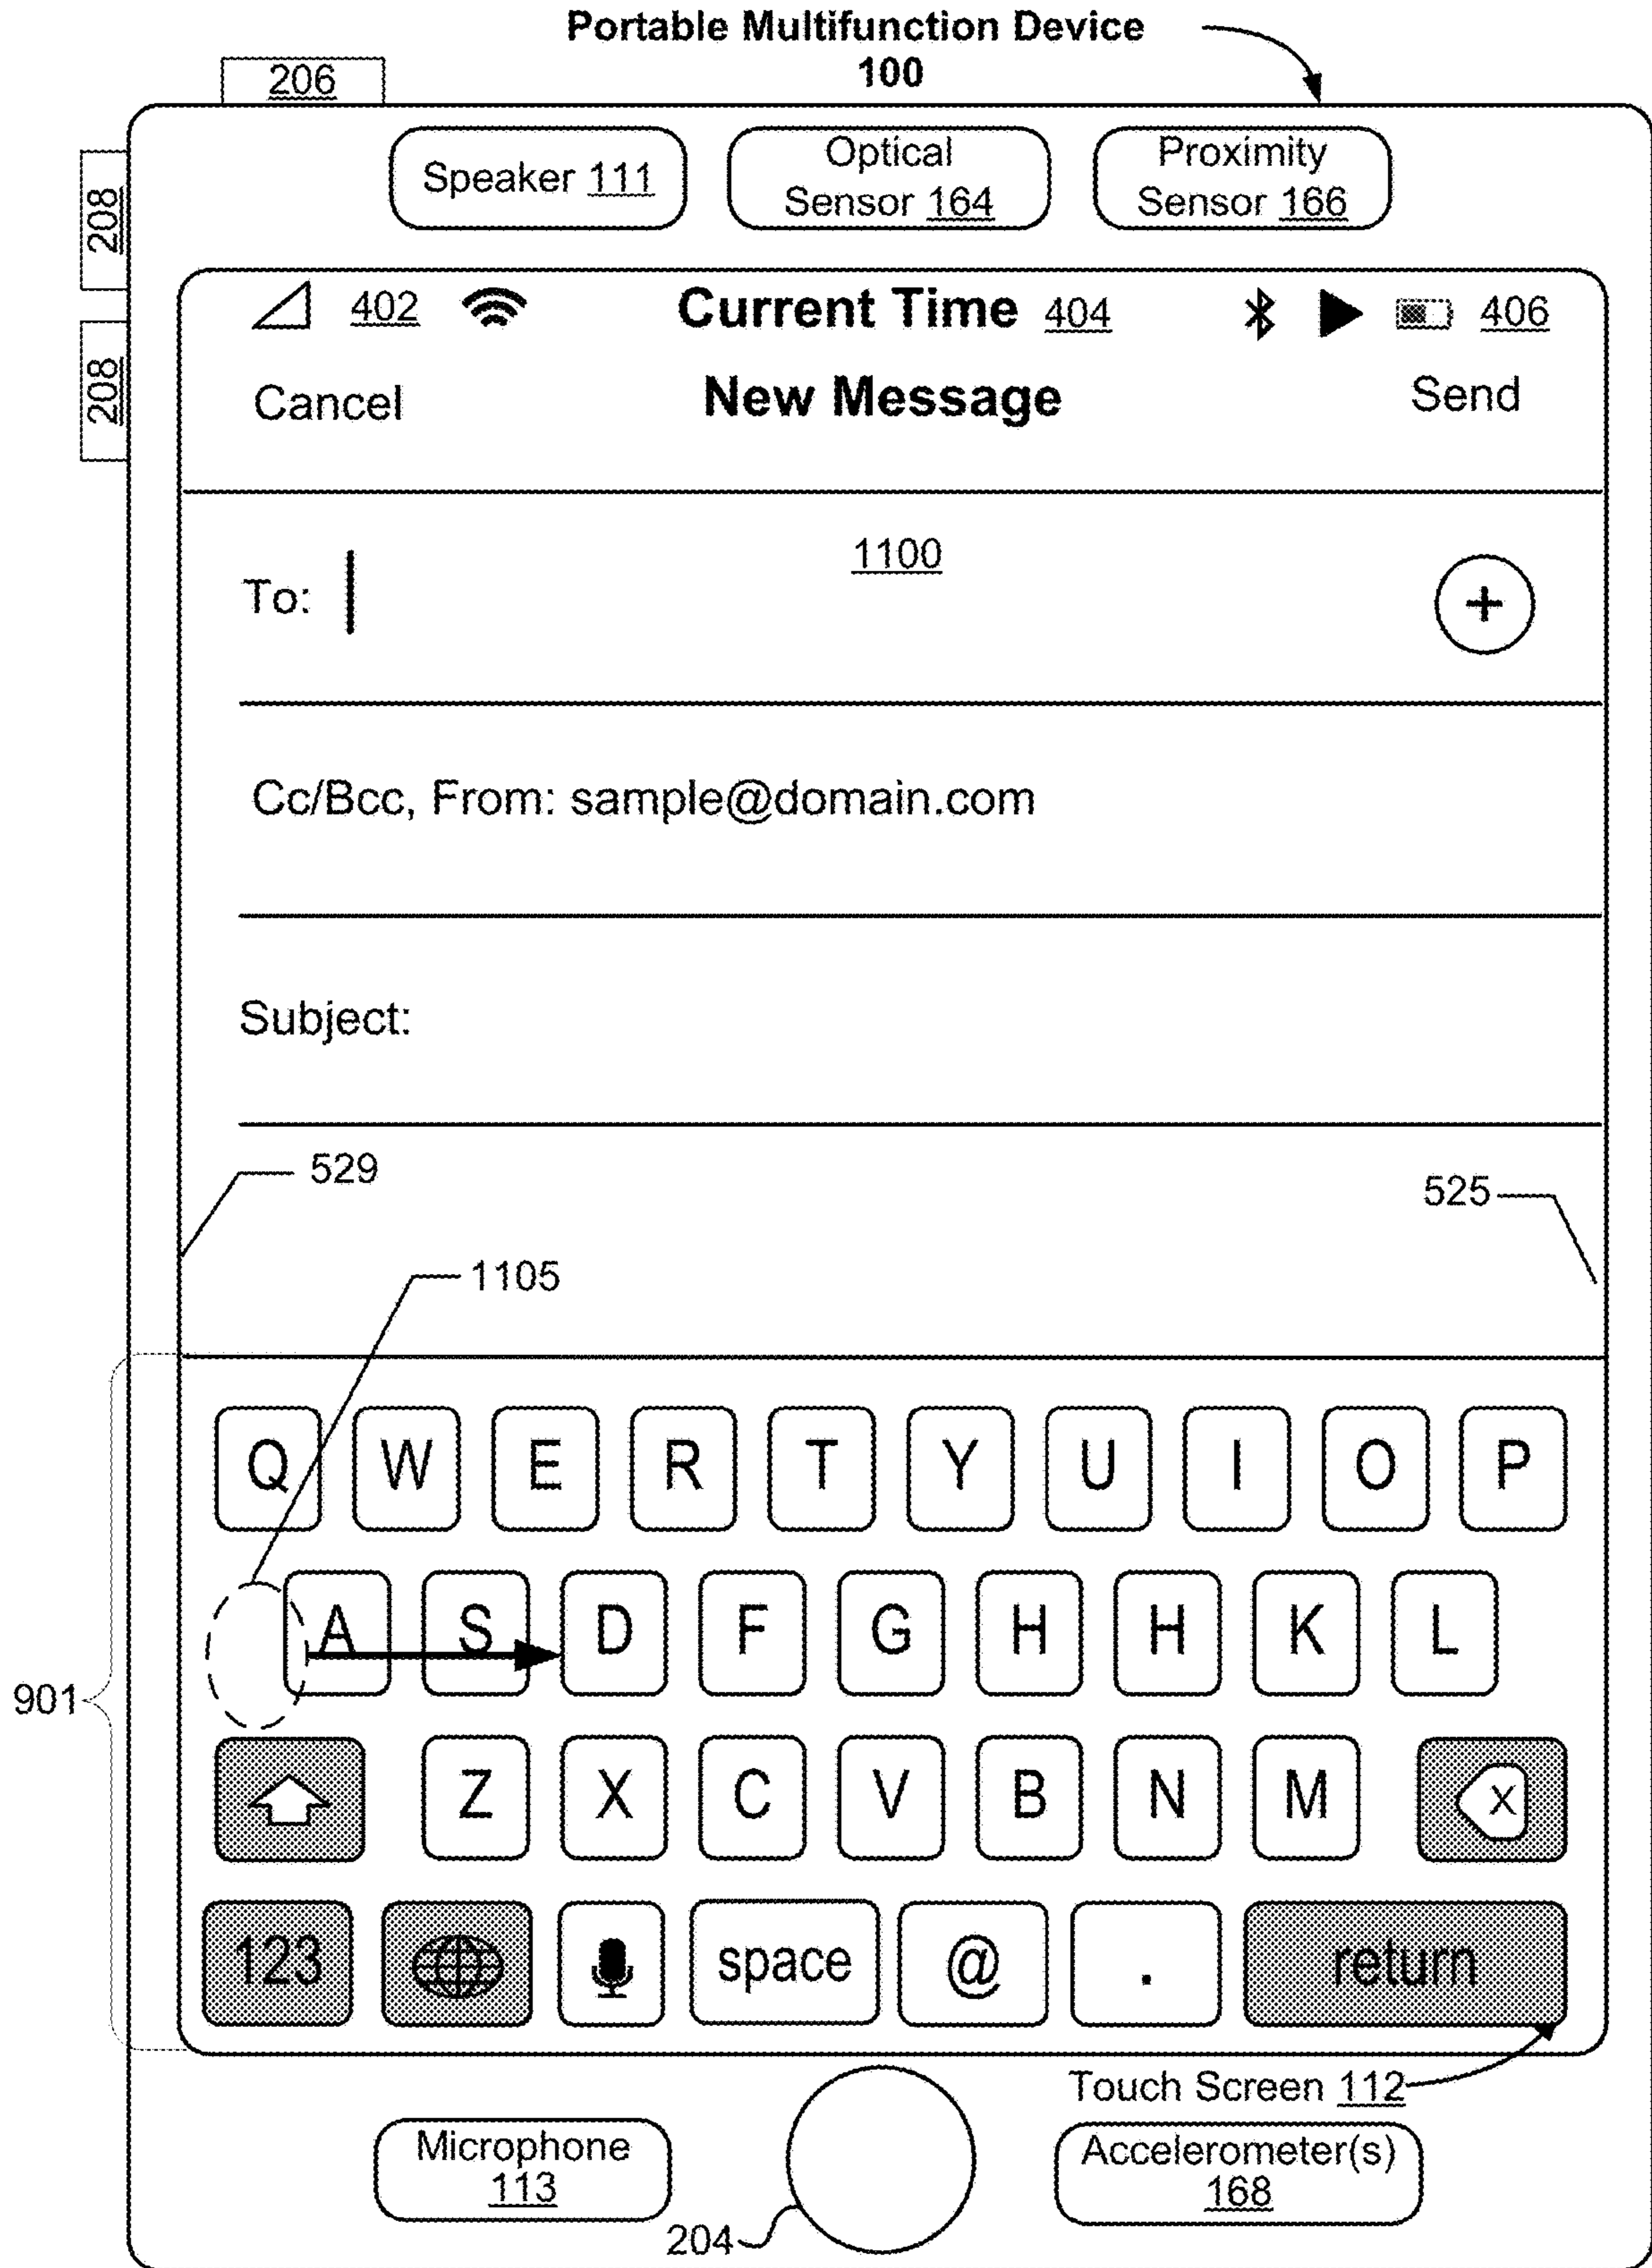 Portable Multifunction Device
100
206
208
208
Speaker 111
Optical
Sensor 164
Proximity
Sensor 166
402 Current Time 404 406
Cancel New Message Send
1100
To: +
Cc/Bcc, From: sample@domain.com
Subject:
529
525
1105
901
Q W E R T Y U I O P
A S D F G H H K L
Z X C V B N M X
123 space @ . return
Touch Screen 112
Microphone
113
204
Accelerometer(s)
168